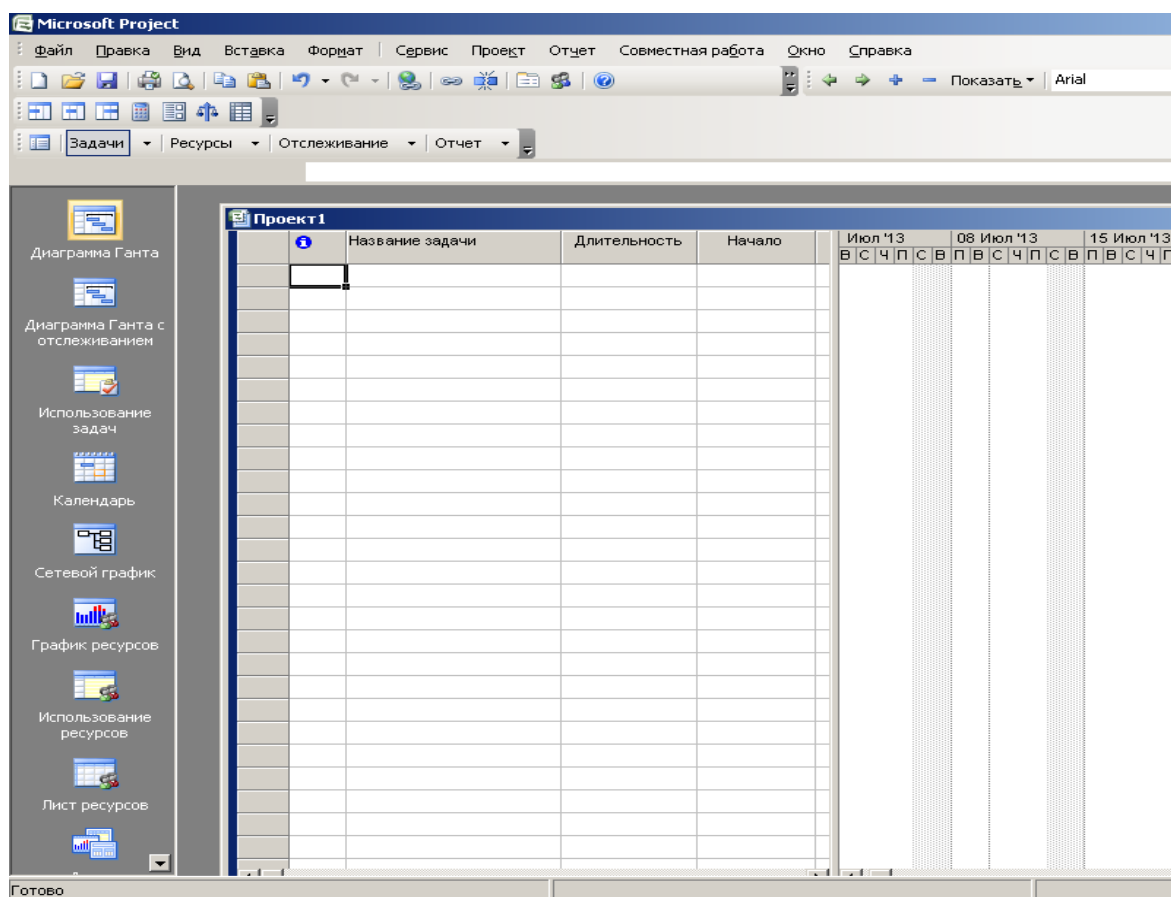 Microsoft Project
Файл Правка Вид Вставка Формат Сервис Проект Отчет Совместная работа Окно Справка
Показать Arial
Задачи Ресурсы Отслеживание Отчет
Проект1
Название задачи Длительность Начало
Июл '13 08 Июл '13 15 Июл '13
В С Ч П С В П В С Ч П С В П В С Ч П
Диаграмма Ганта
Диаграмма Ганта с
отслеживанием
Использование
задач
Календарь
Сетевой график
График ресурсов
Использование
ресурсов
Лист ресурсов
Готово